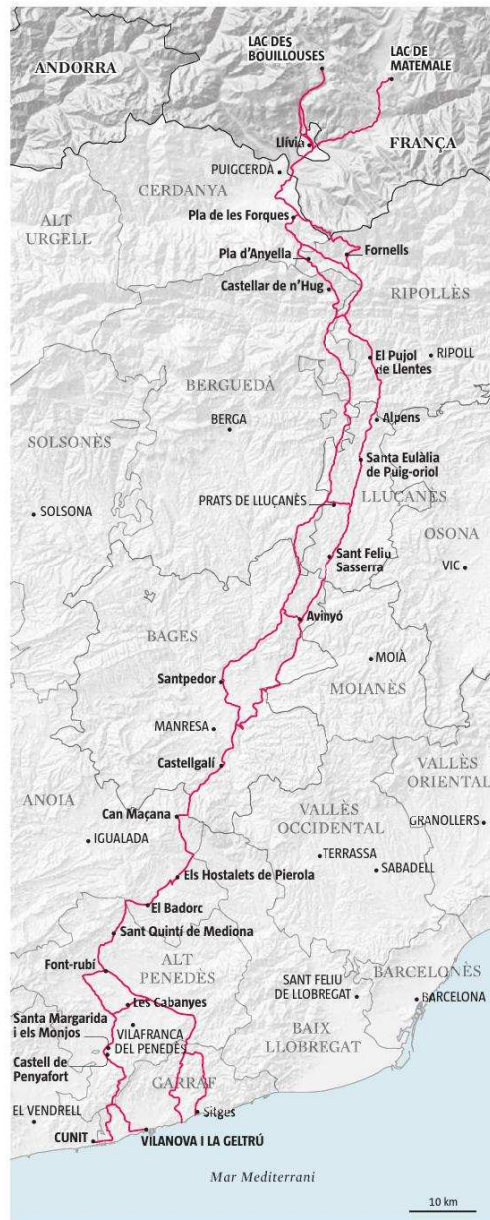 LAC DES
BOUILLOUSES
LAC DE
MATEMALE
ANDORRA
Llívia
FRANÇA
PUIGCERDÀ
CERDANYA
ALT
URGELL
Pla de les Forques
Pla d'Anyella
Fornells
Castellar de n'Hug
RIPOLLÈS
El Pujol
de Llentes
RIPOLL
BERGUEDÀ
BERGA
Alpens
SOLSONÈS
Santa Eulàlia
de Puig-oriol
PRATS DE LLUÇANÈS
LLUÇANÈS
SOLSONA
OSONA
Sant Feliu
Sasserra
VIC
Avinyó
BAGES
MOIÀ
Santpedor
MOIANÈS
MANRESA
Castellgalí
VALLÈS
ORIENTAL
ANOIA
Can Maçana
VALLÈS
OCCIDENTAL
GRANOLLERS
IGUALADA
TERRASSA
SABADELL
Els Hostalets de Pierola
El Badorc
Sant Quintí de Mediona
Font-rubí
ALT
PENEDÈS
BARCELONÈS
SANT FELIU
DE LLOBREGAT
BARCELONA
Les Cabanyes
Santa Margarida
i els Monjos
VILAFRANCA
DEL PENEDÈS
BAIX
LLOBREGAT
Castell de
Penyafort
GARRAF
EL VENDRELL
Sitges
CUNIT
VILANOVA I LA GELTRÚ
Mar Mediterrani
10 km